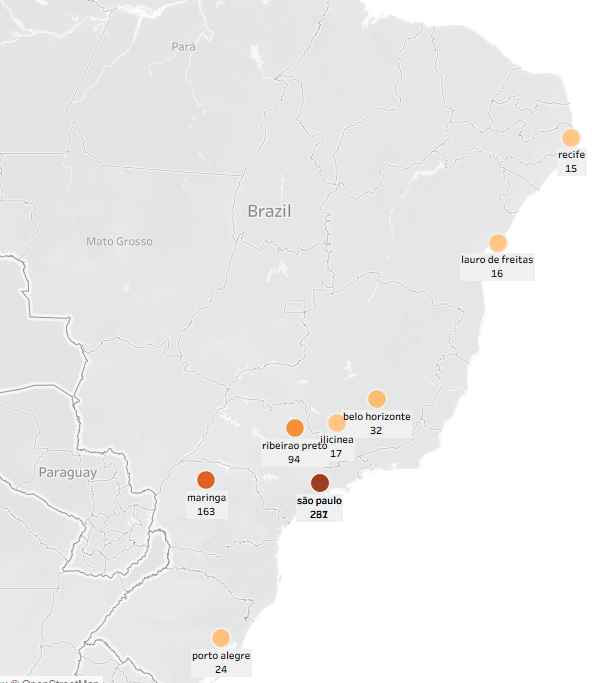 Pará
recife
15
Brazil
Mato Grosso
lauro de freitas
16
belo horizonte
32
ribeirao preto
94
ilicinea
17
Paraguay
maringa
163
são paulo
porto alegre
24
© OpenStreetMap